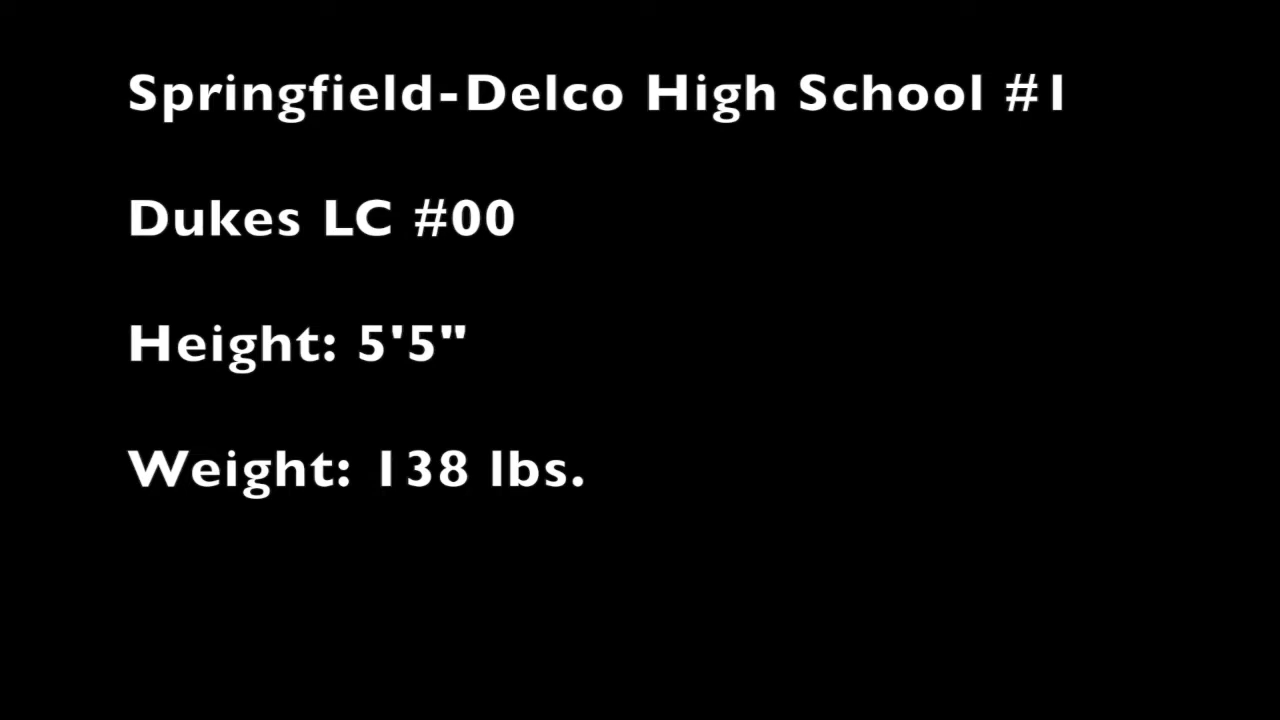 Springfield-Delco High School #1
Dukes LC #00
Height: 5'5"
Weight: 138 lbs.